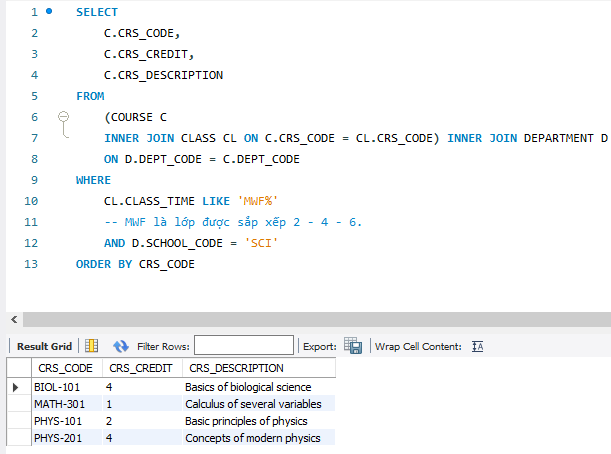 1 SELECT
2 C.CRS_CODE,
3 C.CRS_CREDIT,
4 C.CRS_DESCRIPTION
5 FROM
6 (COURSE C
7 INNER JOIN CLASS CL ON C.CRS_CODE = CL.CRS_CODE) INNER JOIN DEPARTMENT D
8 ON D.DEPT_CODE = C.DEPT_CODE
9 WHERE
10 CL.CLASS_TIME LIKE 'MWF%'
11 -- MWF là lớp được sắp xếp 2 - 4 - 6.
12 AND D.SCHOOL_CODE = 'SCI'
13 ORDER BY CRS_CODE
Result Grid Filter Rows: Export: Wrap Cell Content: IA
CRS_CODE CRS_CREDIT CRS_DESCRIPTION
BIOL-101 4 Basics of biological science
MATH-301 1 Calculus of several variables
PHYS-101 2 Basic principles of physics
PHYS-201 4 Concepts of modern physics